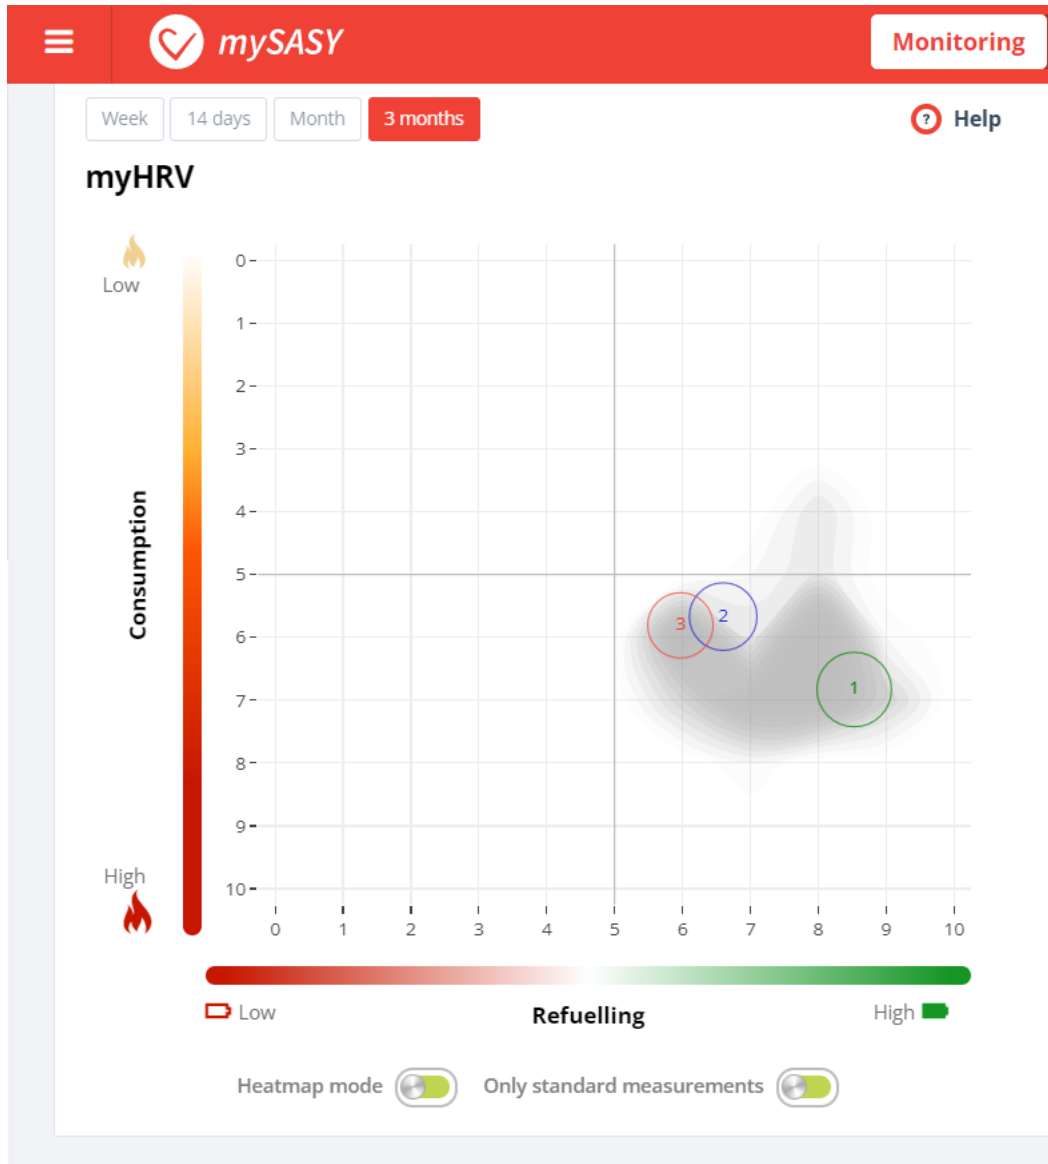 mySASY
Monitoring
Week
14 days
Month
3 months
? Help
myHRV
Low
Consumption
High
0
1
2
3
4
5
6
7
8
9
10
3
2
1
0 1 2 3 4 5 6 7 8 9 10
Low
Refuelling
High
Heatmap mode
Only standard measurements